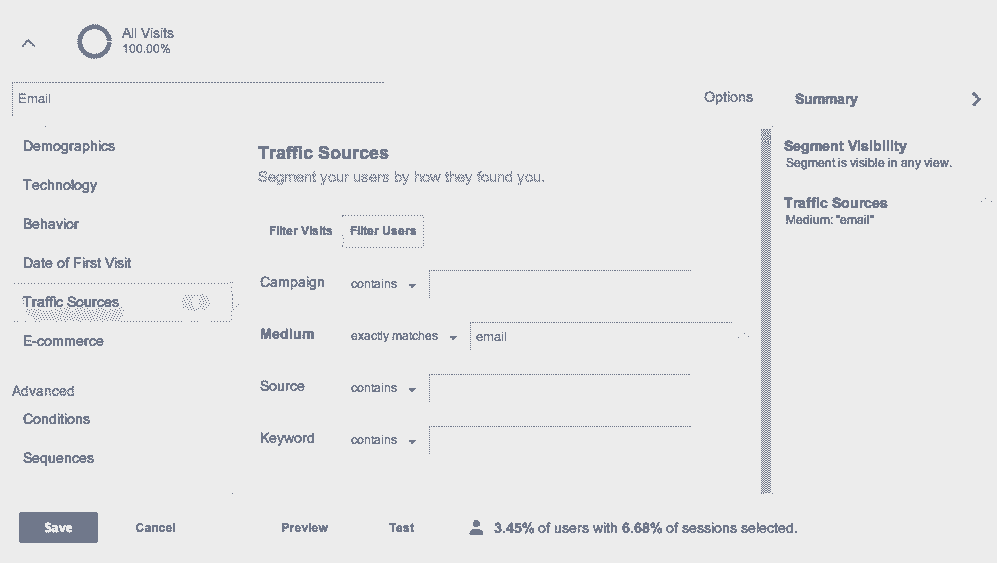 All Visits
100.00%
Email
Options
Summary
Demographics
Technology
Behavior
Date of First Visit
Traffic Sources
E-commerce
Advanced
Conditions
Sequences
Traffic Sources
Segment your users by how they found you.
Filter Visits Filter Users
Campaign contains
Medium exactly matches email
Source contains
Keyword contains
Segment Visibility
Segment is visible in any view.
Traffic Sources
Medium: "email"
Save Cancel Preview Test 3.45% of users with 6.68% of sessions selected.